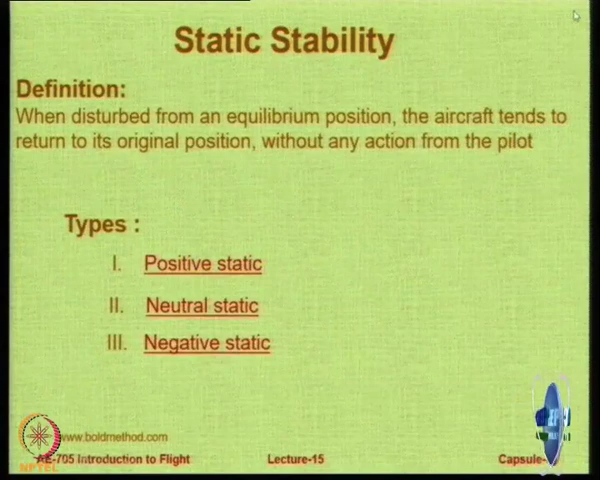 Static Stability
Definition:
When disturbed from an equilibrium position, the aircraft tends to
return to its original position, without any action from the pilot
Types :
I. Positive static
II. Neutral static
III. Negative static
www.boldmethod.com
AE-705 Introduction to Flight Lecture-15 Capsule-
NPTEL